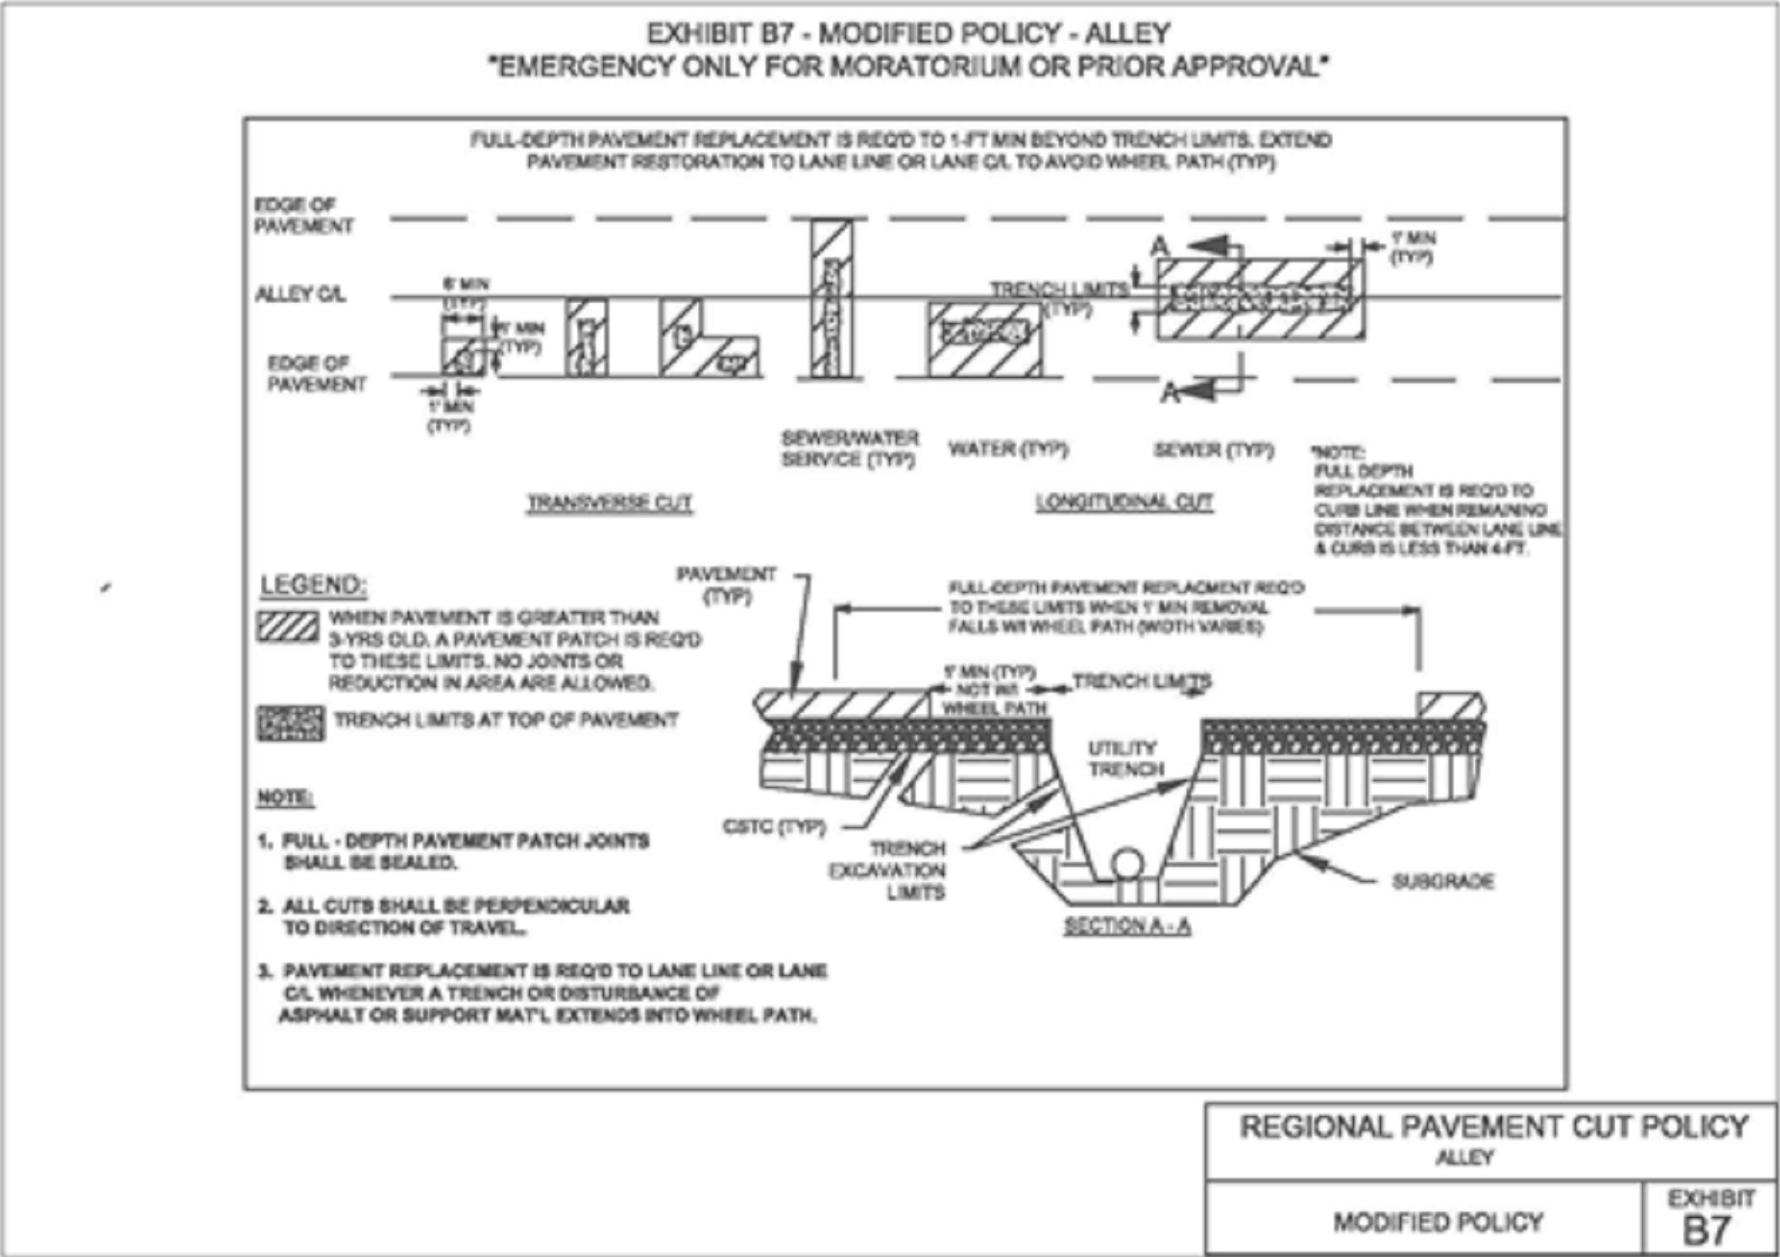 EXHIBIT B7 - MODIFIED POLICY - ALLEY
"EMERGENCY ONLY FOR MORATORIUM OR PRIOR APPROVAL"
FULL-DEPTH PAVEMENT REPLACEMENT IS REQ'D TO 1-FT MIN BEYOND TRENCH LIMITS. EXTEND
PAVEMENT RESTORATION TO LANE LINE OR LANE C/L TO AVOID WHEEL PATH (TYP)
EDGE OF
PAVEMENT
ALLEY C/L
EDGE OF
PAVEMENT
6' MIN
(TYP)
1' MIN
(TYP)
1' MIN
(TYP)
TRENCH LIMITS
(TYP)
A
1' MIN
(TYP)
A
SEWER/WATER
SERVICE (TYP)
WATER (TYP)
SEWER (TYP)
TRANSVERSE CUT
LONGITUDINAL CUT
*NOTE:
FULL DEPTH
REPLACEMENT IS REQ'D TO
CURB LINE WHEN REMAINING
DISTANCE BETWEEN LANE LINE
& CURB IS LESS THAN 4-FT.
LEGEND:
WHEN PAVEMENT IS GREATER THAN
3-YRS OLD. A PAVEMENT PATCH IS REQ'D
TO THESE LIMITS. NO JOINTS OR
REDUCTION IN AREA ARE ALLOWED.
TRENCH LIMITS AT TOP OF PAVEMENT
NOTE:
1. FULL - DEPTH PAVEMENT PATCH JOINTS
SHALL BE SEALED.
2. ALL CUTS SHALL BE PERPENDICULAR
TO DIRECTION OF TRAVEL.
3. PAVEMENT REPLACEMENT IS REQ'D TO LANE LINE OR LANE
C/L WHENEVER A TRENCH OR DISTURBANCE OF
ASPHALT OR SUPPORT MAT'L EXTENDS INTO WHEEL PATH.
PAVEMENT
(TYP)
FULL-DEPTH PAVEMENT REPLACMENT REQ'D
TO THESE LIMITS WHEN 1' MIN REMOVAL
FALLS W/I WHEEL PATH (WIDTH VARIES)
1' MIN (TYP)
NOT W/I
WHEEL PATH
TRENCH LIMITS
UTILITY
TRENCH
CSTC (TYP)
TRENCH
EXCAVATION
LIMITS
SUBGRADE
SECTION A - A
REGIONAL PAVEMENT CUT POLICY
ALLEY
MODIFIED POLICY
EXHIBIT
B7